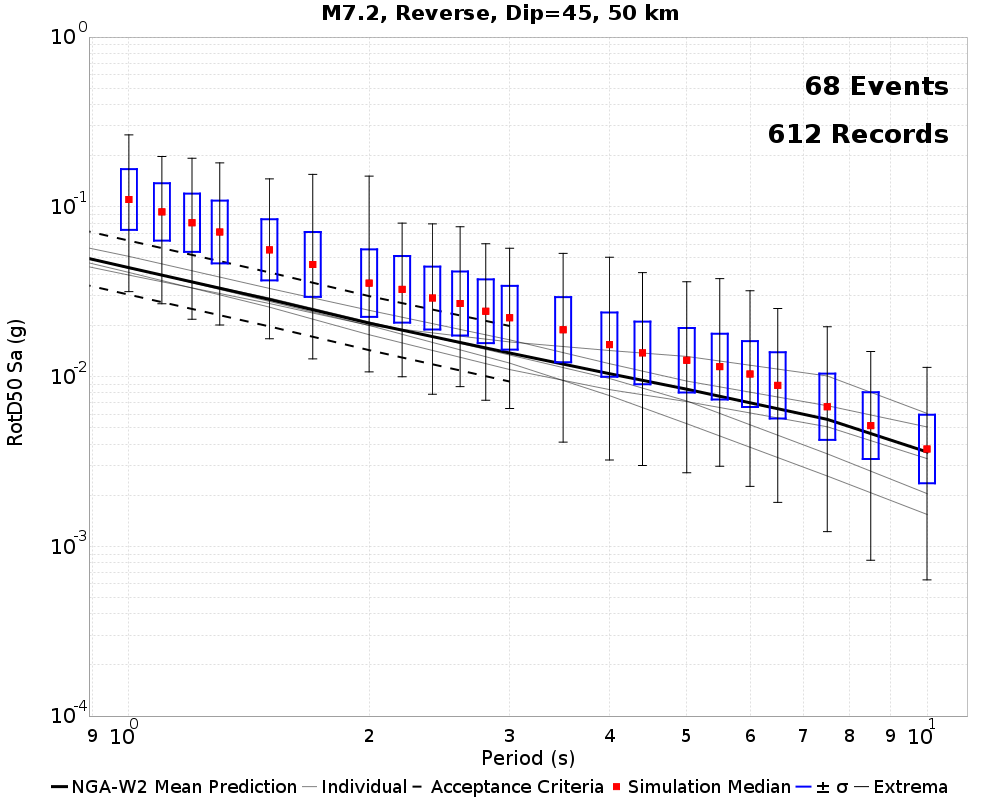 M7.2, Reverse, Dip=45, 50 km
68 Events
612 Records
RotD50 Sa (g)
10^0
10^-1
10^-2
10^-3
10^-4
9 10^0 2 3 4 5 6 7 8 9 10^1
Period (s)
NGA-W2 Mean Prediction Individual Acceptance Criteria Simulation Median ± σ Extrema